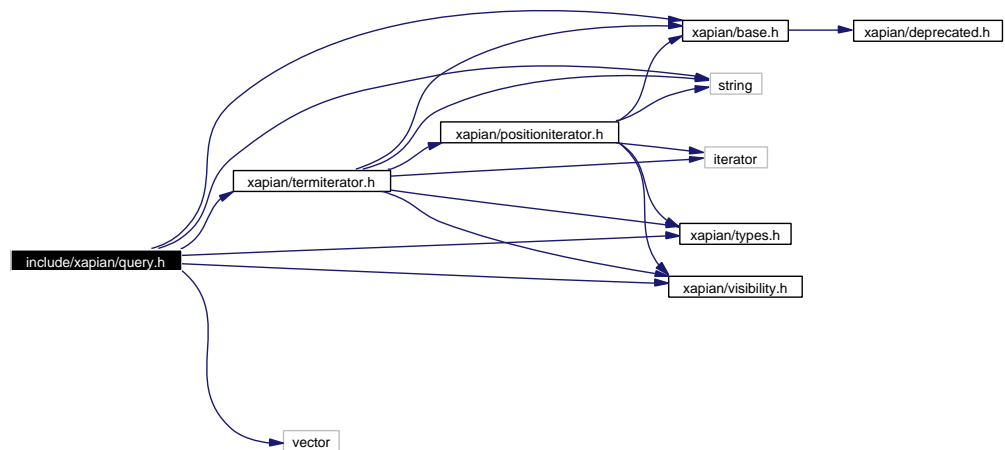 xapian/base.h
xapian/deprecated.h
string
xapian/positioniterator.h
iterator
xapian/termiterator.h
xapian/types.h
include/xapian/query.h
xapian/visibility.h
vector